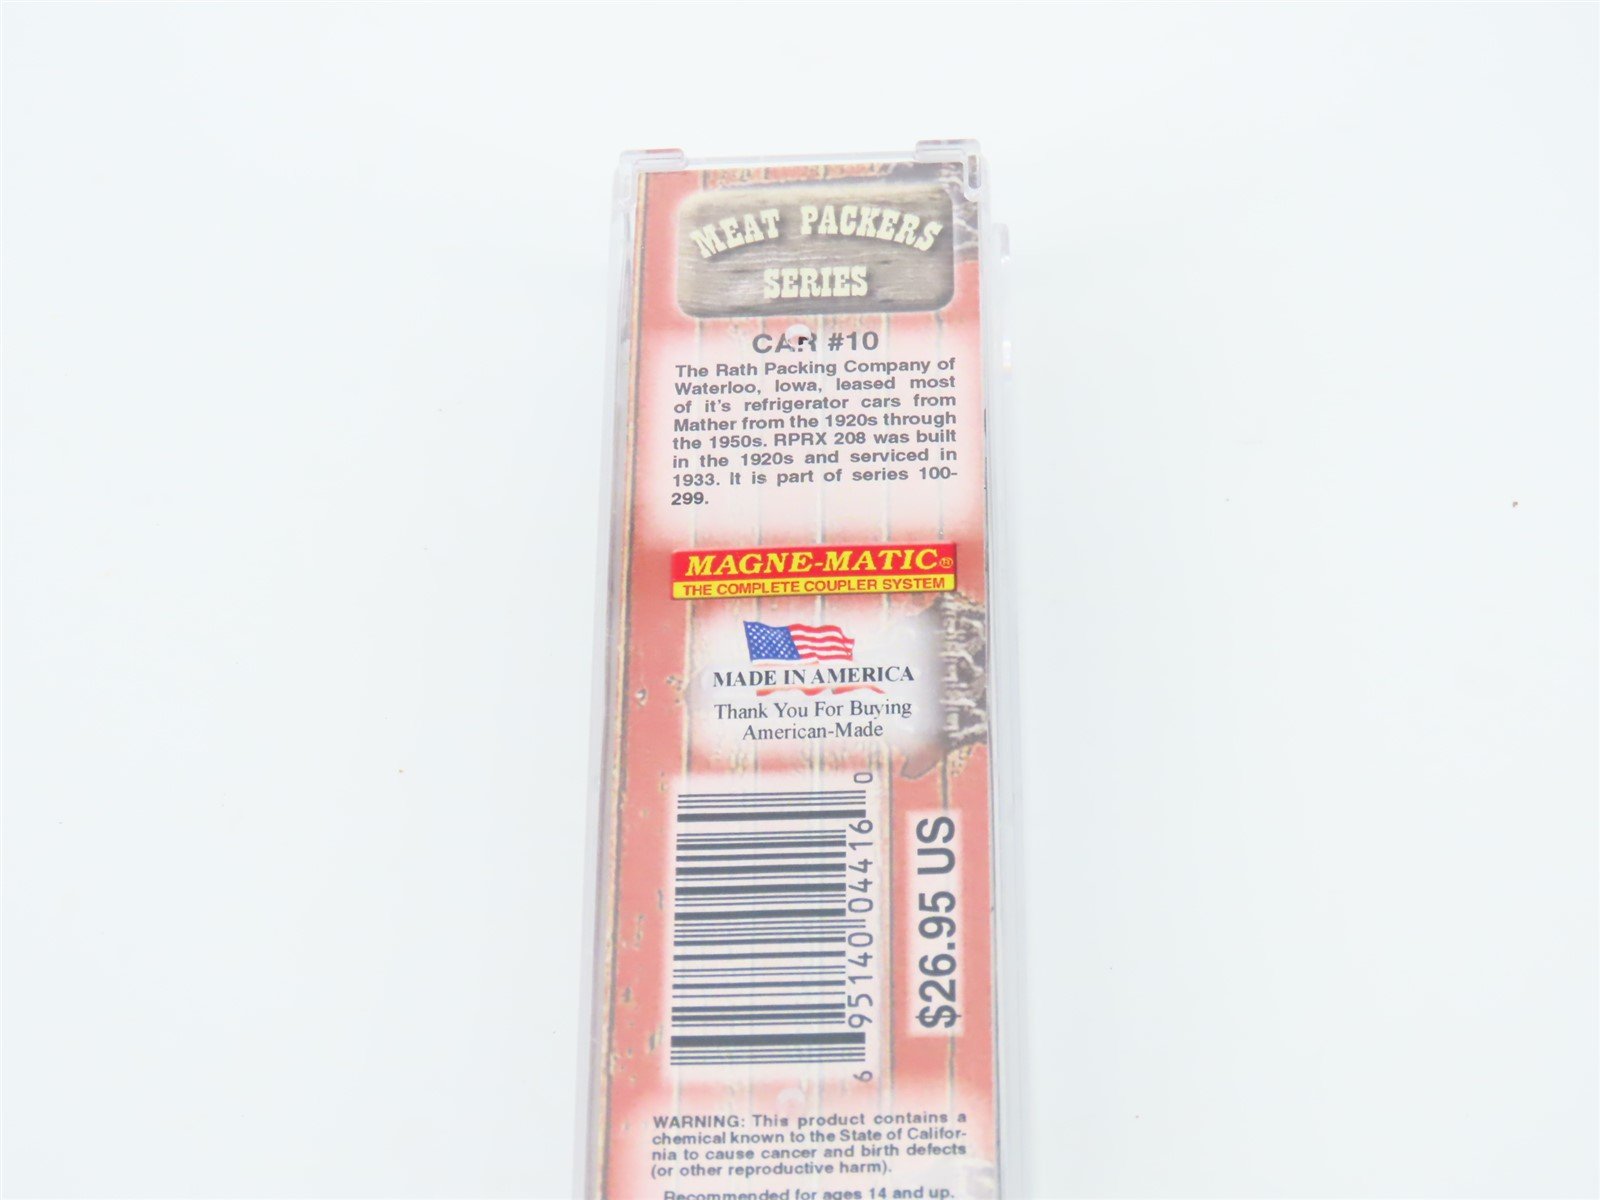 MEAT PACKERS
SERIES
CAR #10
The Rath Packing Company of
Waterloo, Iowa, leased most
of it's refrigerator cars from
Mather from the 1920s through
the 1950s. RPRX 208 was built
in the 1920s and serviced in
1933. It is part of series 100-
299.
MAGNE-MATIC®
THE COMPLETE COUPLER SYSTEM
MADE IN AMERICA
Thank You For Buying
American-Made
6 95140 04416 0
$26.95 US
WARNING: This product contains a
chemical known to the State of Califor-
nia to cause cancer and birth defects
(or other reproductive harm).
Recommended for ages 14 and up.